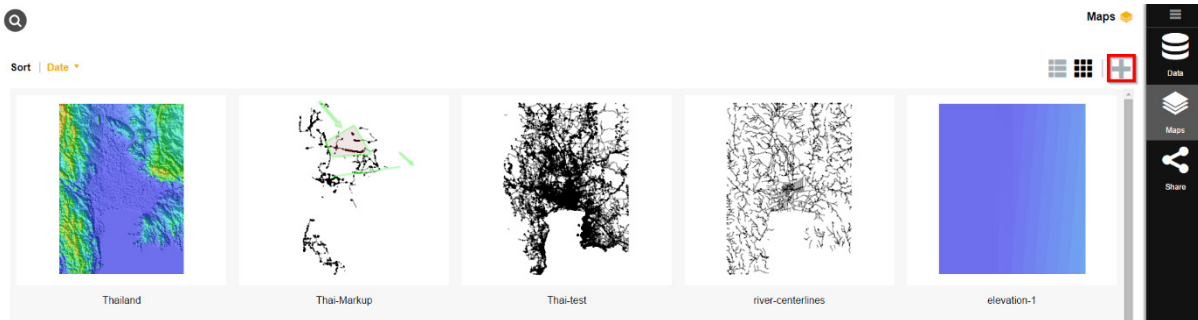 Maps
Sort | Date
Data
Maps
Share
Thailand
Thai-Markup
Thai-test
river-centerlines
elevation-1